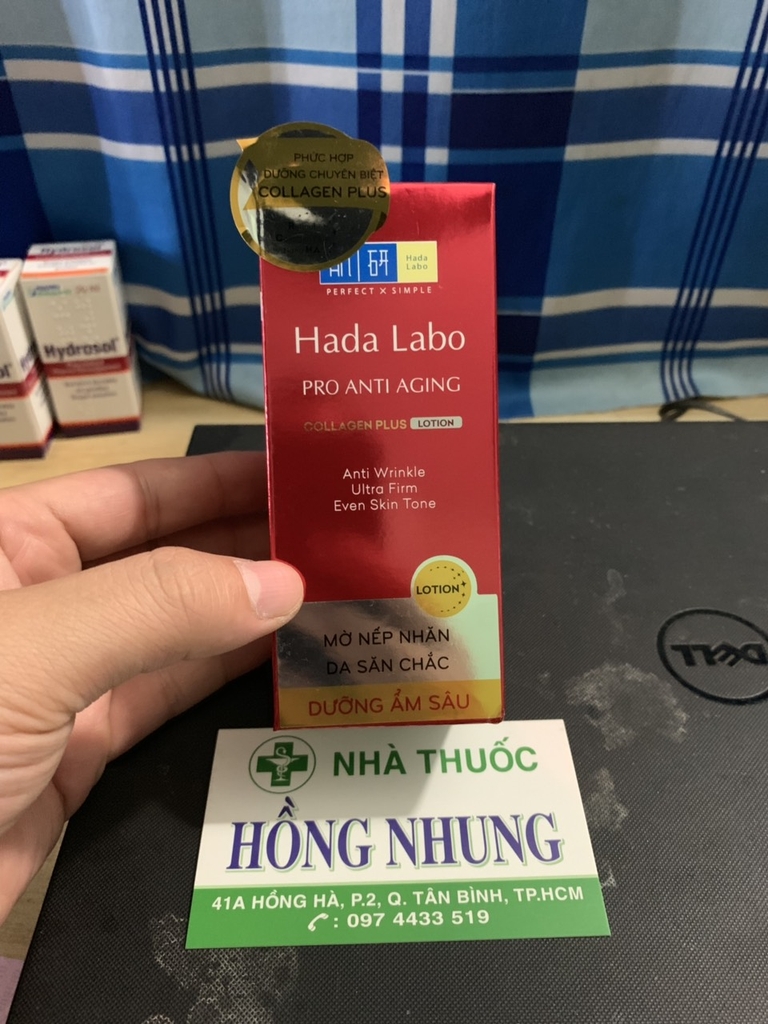 PHỨC HỢP
DƯỠNG CHUYÊN BIỆT
COLLAGEN PLUS
Hada
Labo
PERFECT X SIMPLE
Hada Labo
PRO ANTI AGING
COLLAGEN PLUS LOTION
Anti Wrinkle
Ultra Firm
Even Skin Tone
LOTION
MỜ NẾP NHĂN
DA SĂN CHẮC
DƯỠNG ẨM SÂU
Hydrosol
DELL
NHÀ THUỐC
HỒNG NHUNG
41A HỒNG HÀ, P.2, Q. TÂN BÌNH, TP.HCM
: 097 4433 519